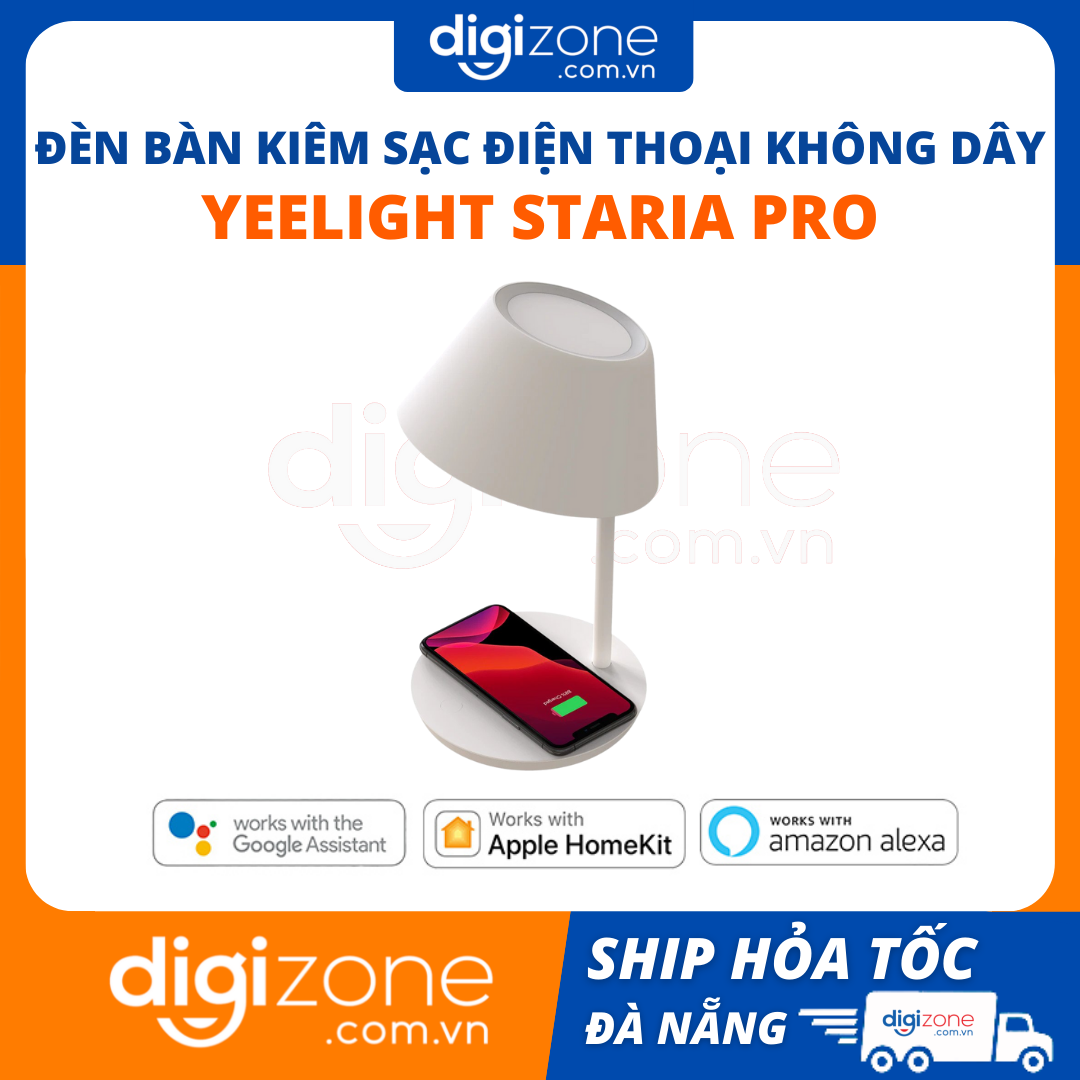 digizone
.com.vn
ĐÈN BÀN KIÊM SẠC ĐIỆN THOẠI KHÔNG DÂY
YEELIGHT STARIA PRO
digizone
.com.vn
works with the
Google Assistant
Works with
Apple HomeKit
WORKS WITH
amazon alexa
digizone
.com.vn
SHIP HỎA TỐC
ĐÀ NẴNG
digizone
.com.vn